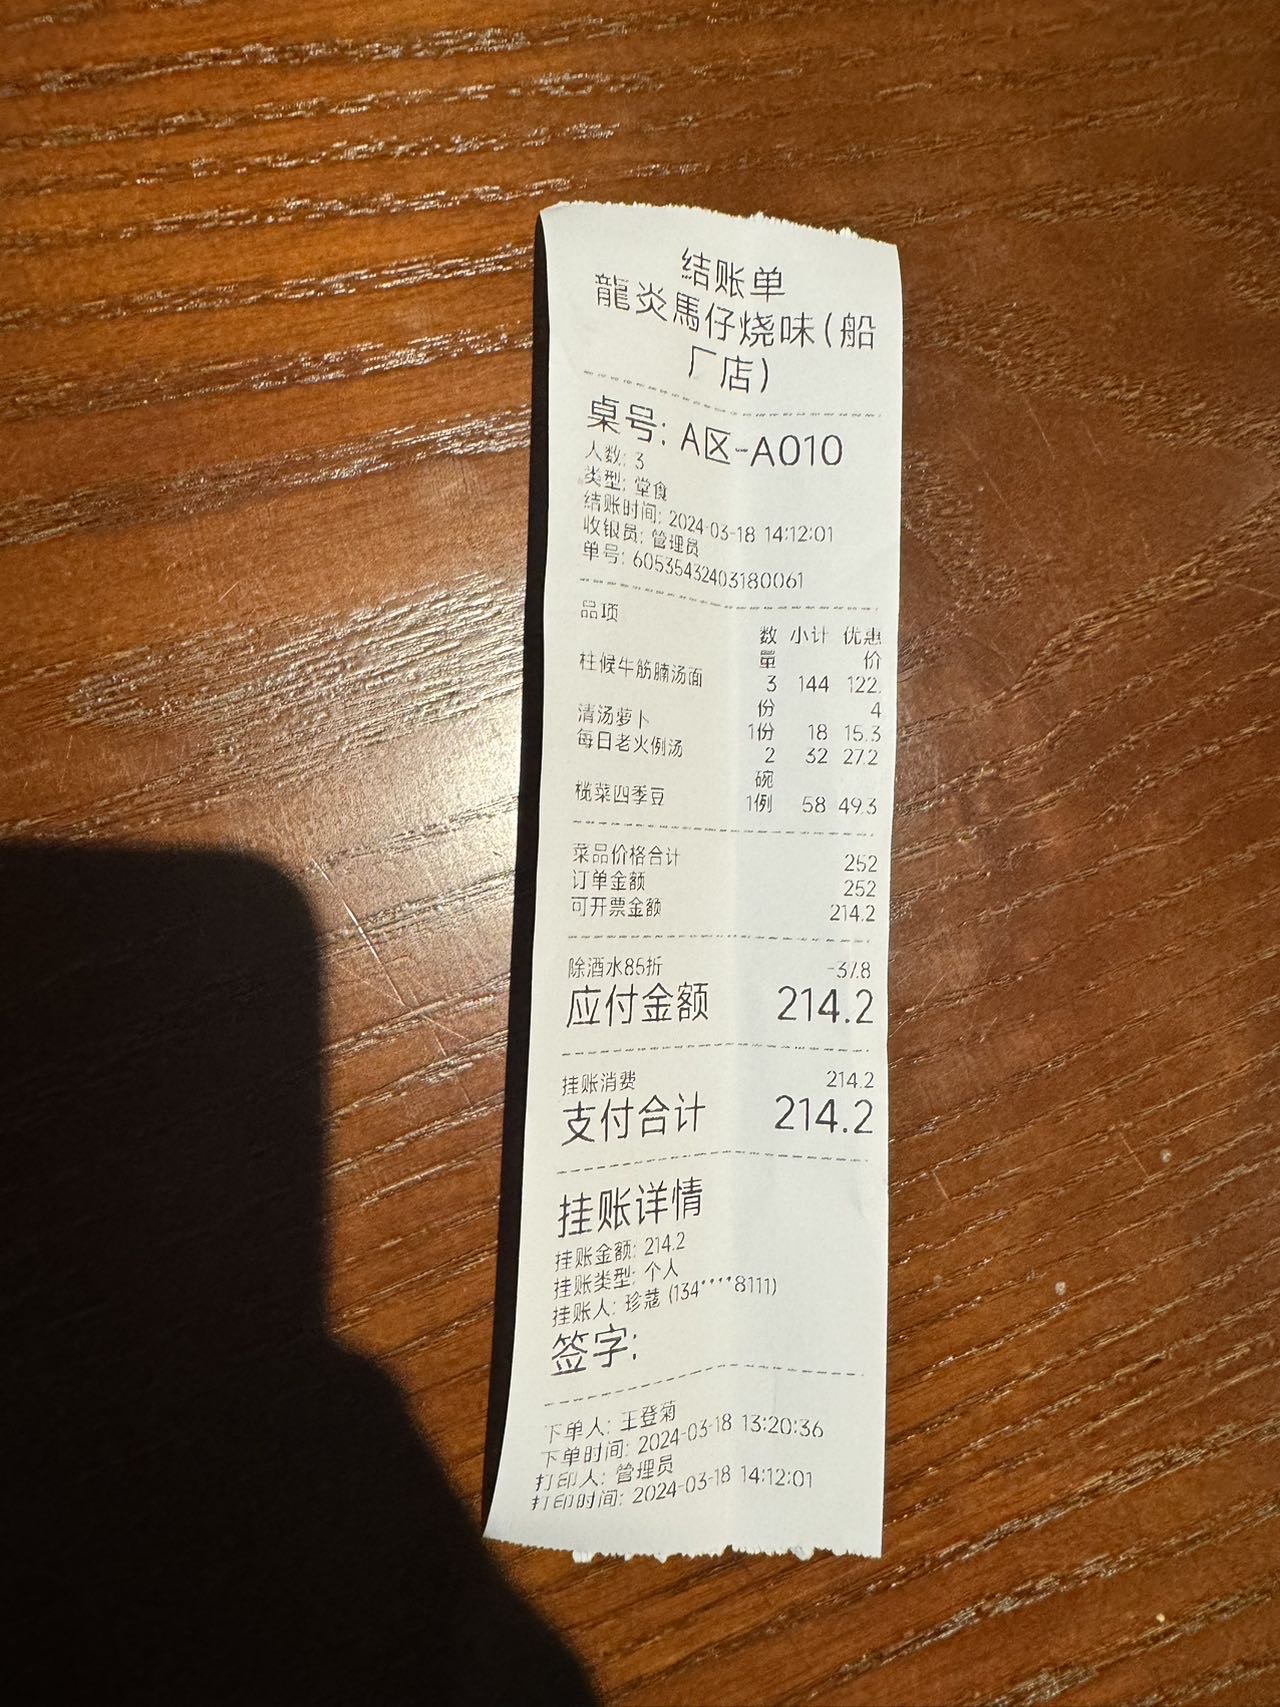 结账单
龍炎馬仔烧味(船
厂店)
桌号: A区-A010
人数: 3
类型: 堂食
结账时间: 2024-03-18 14:12:01
收银员: 管理员
单号: 60535432403180061
品项 数 小计 优惠
量 价
柱候牛筋腩汤面 3 144 122.
份 4
清汤萝卜 1份 18 15.3
每日老火例汤 2 32 27.2
碗
榄菜四季豆 1例 58 49.3
菜品价格合计 252
订单金额 252
可开票金额 214.2
除酒水85折 -37.8
应付金额 214.2
挂账消费 214.2
支付合计 214.2
挂账详情
挂账金额: 214.2
挂账类型: 个人
挂账人: 珍蔻 (134****8111)
签字:
下单人: 王登菊
下单时间: 2024-03-18 13:20:36
打印人: 管理员
打印时间: 2024-03-18 14:12:01